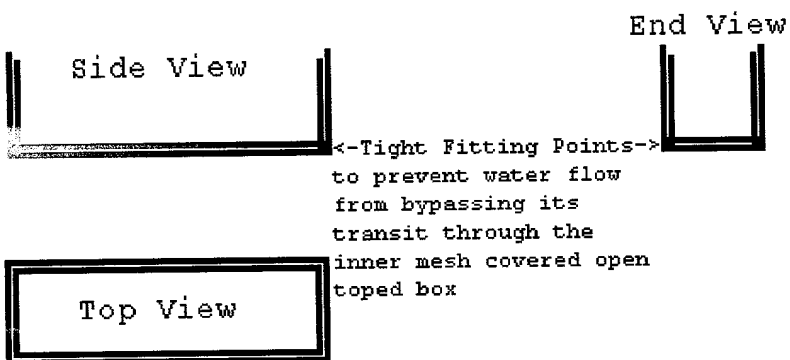 End View
Side View
<-Tight Fitting Points->
to prevent water flow
from bypassing its
transit through the
inner mesh covered open
toped box
Top View